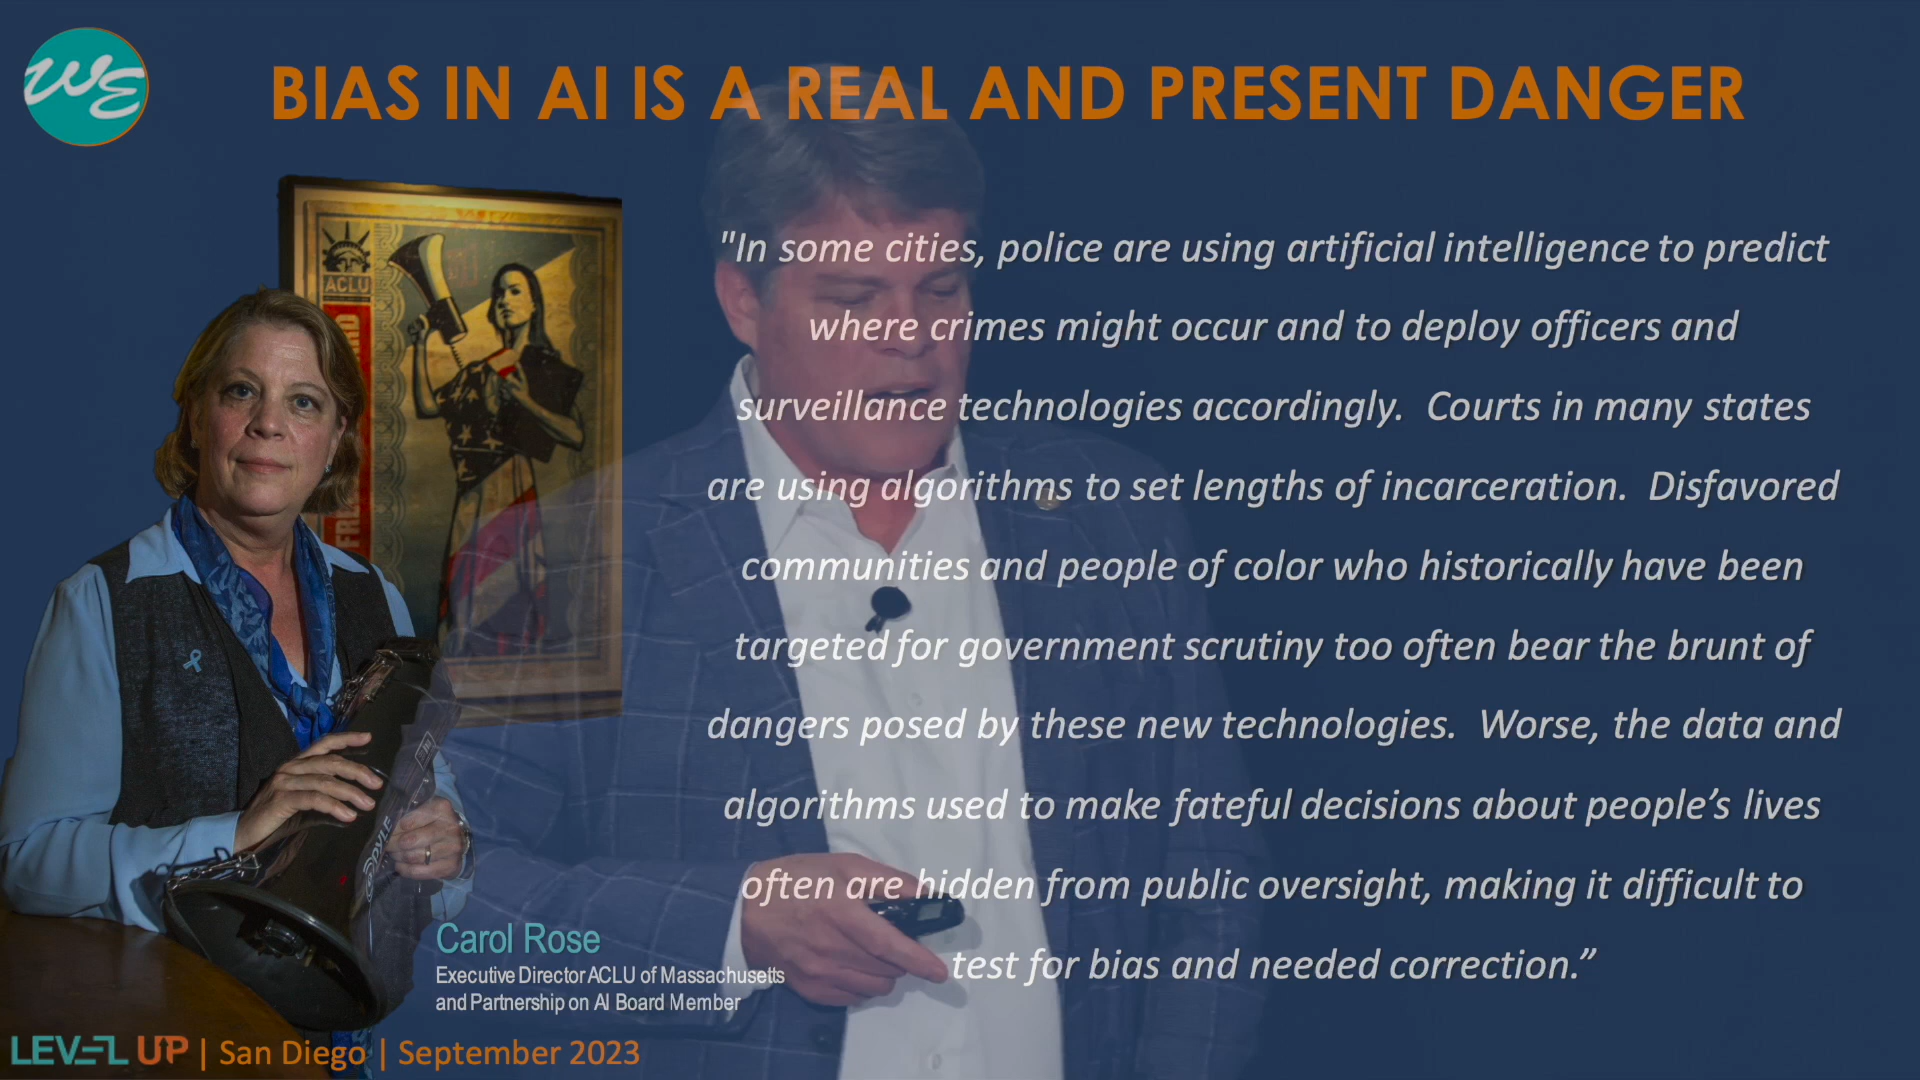 WE
BIAS IN AI IS A REAL AND PRESENT DANGER
ACLU
"In some cities, police are using artificial intelligence to predict
where crimes might occur and to deploy officers and
surveillance technologies accordingly. Courts in many states
are using algorithms to set lengths of incarceration. Disfavored
communities and people of color who historically have been
targeted for government scrutiny too often bear the brunt of
dangers posed by these new technologies. Worse, the data and
algorithms used to make fateful decisions about people’s lives
often are hidden from public oversight, making it difficult to
test for bias and needed correction.”
PYLE
Carol Rose
Executive Director ACLU of Massachusetts
and Partnership on AI Board Member
LEVEL UP | San Diego | September 2023